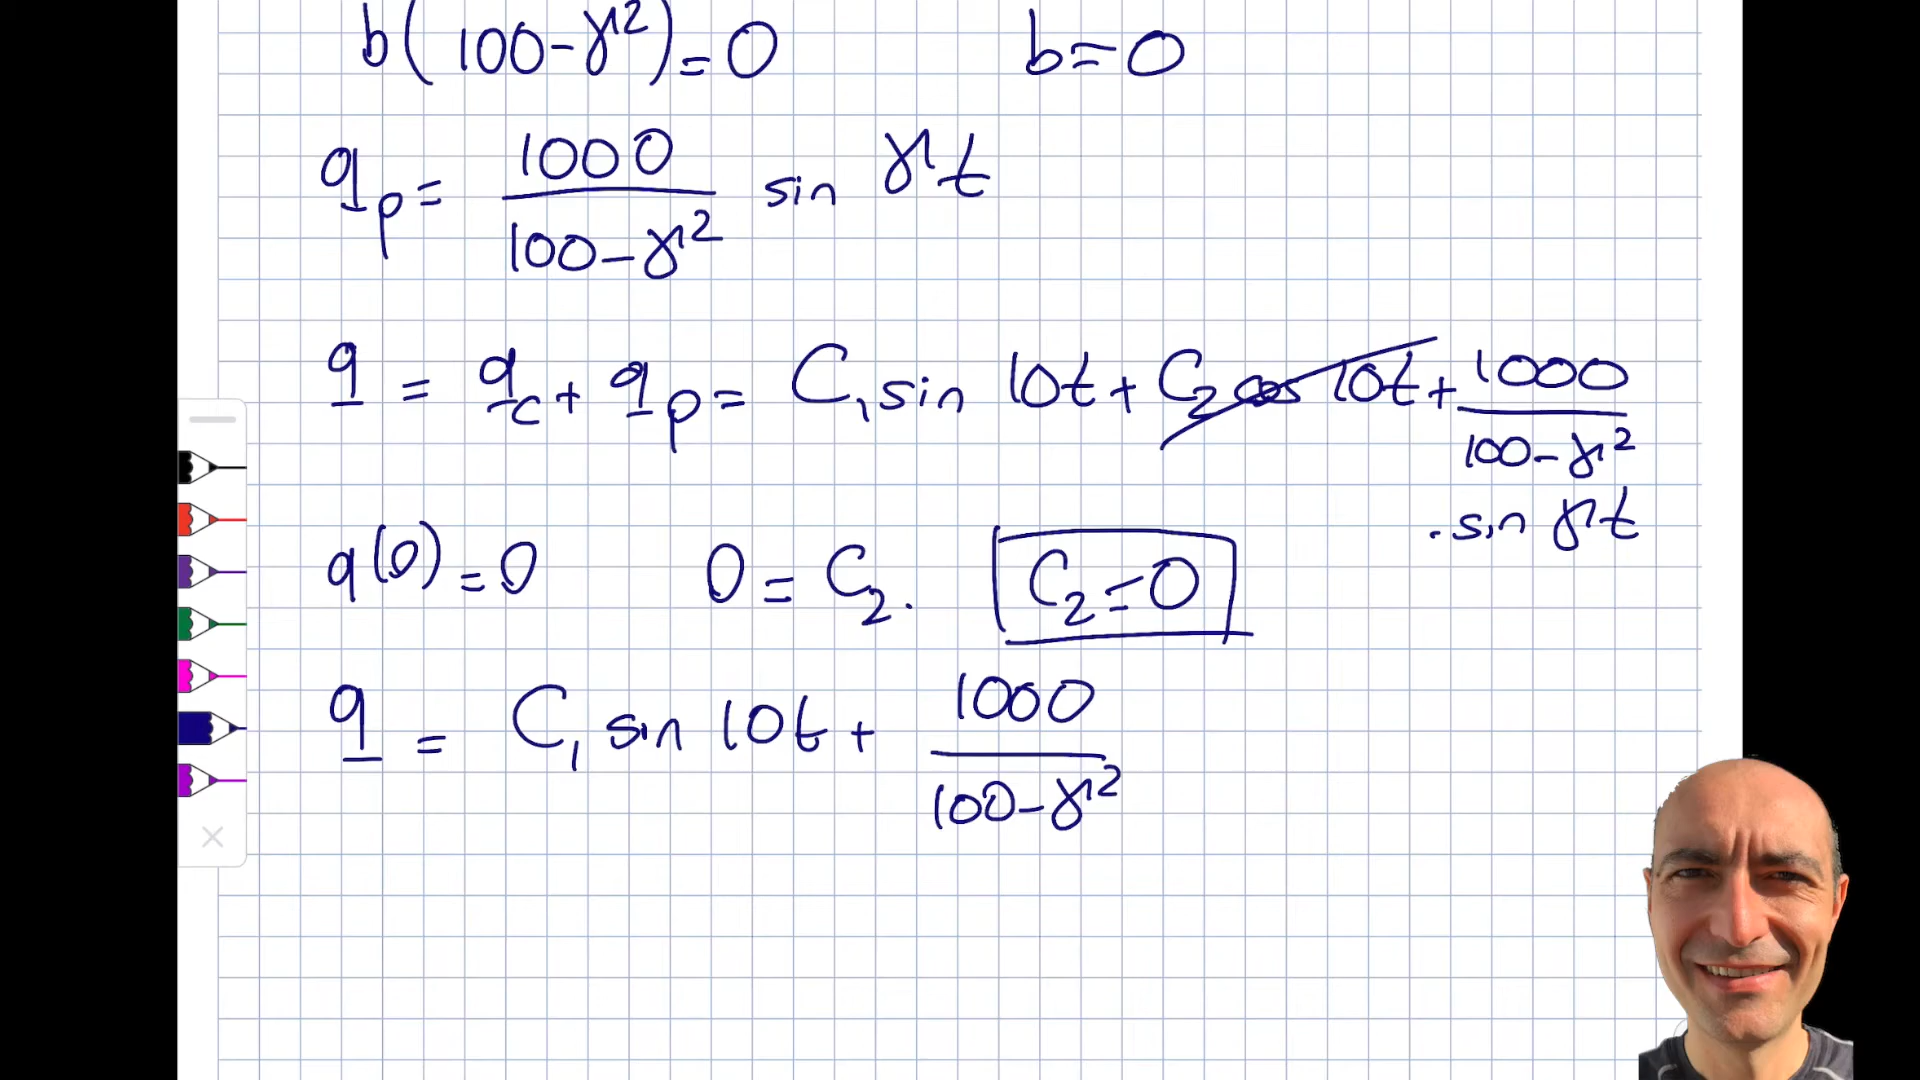 b(100-γ²)=0 b=0
q_p = 1000/(100-γ²) sin γt
q = q_c + q_p = C₁ sin 10t + C₂ cos 10t + 1000/(100-γ²)
. sin γt
q(0)=0 0=C₂. C₂=0
q = C₁ sin 10t + 1000/(100-γ²)